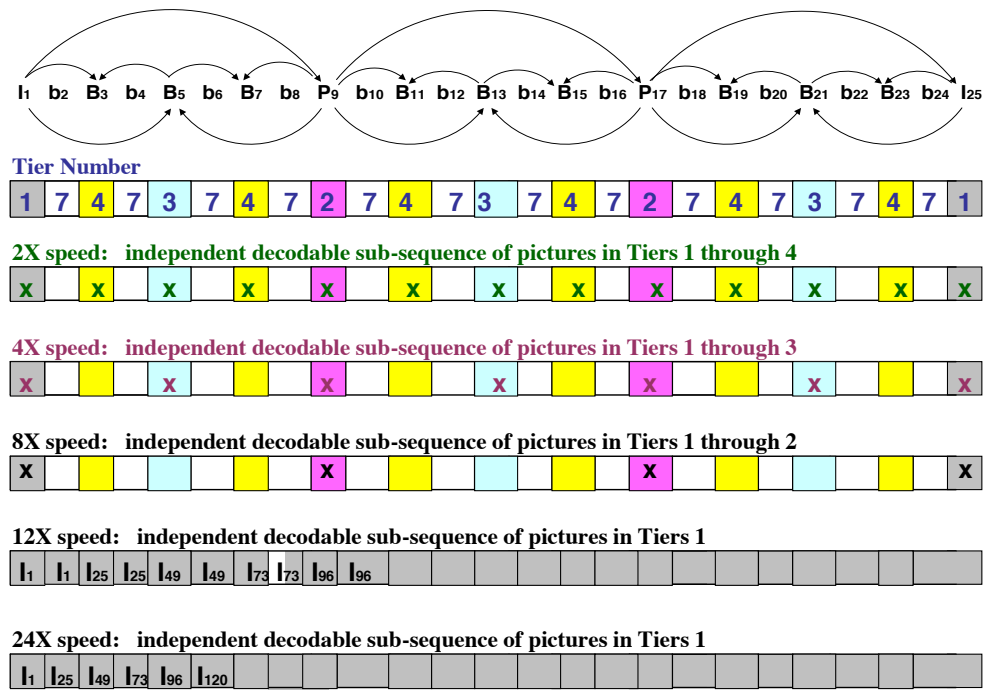 I1 b2 B3 b4 B5 b6 B7 b8 P9 b10 B11 b12 B13 b14 B15 b16 P17 b18 B19 b20 B21 b22 B23 b24 I25
Tier Number
1 7 4 7 3 7 4 7 2 7 4 7 3 7 4 7 2 7 4 7 3 7 4 7 1
2X speed: independent decodable sub-sequence of pictures in Tiers 1 through 4
x x x x x x x x x x x x x
4X speed: independent decodable sub-sequence of pictures in Tiers 1 through 3
x x x x x x x
8X speed: independent decodable sub-sequence of pictures in Tiers 1 through 2
x x x x
12X speed: independent decodable sub-sequence of pictures in Tiers 1
I1 I1 I25 I25 I49 I49 I73 I73 I96 I96
24X speed: independent decodable sub-sequence of pictures in Tiers 1
I1 I25 I49 I73 I96 I120